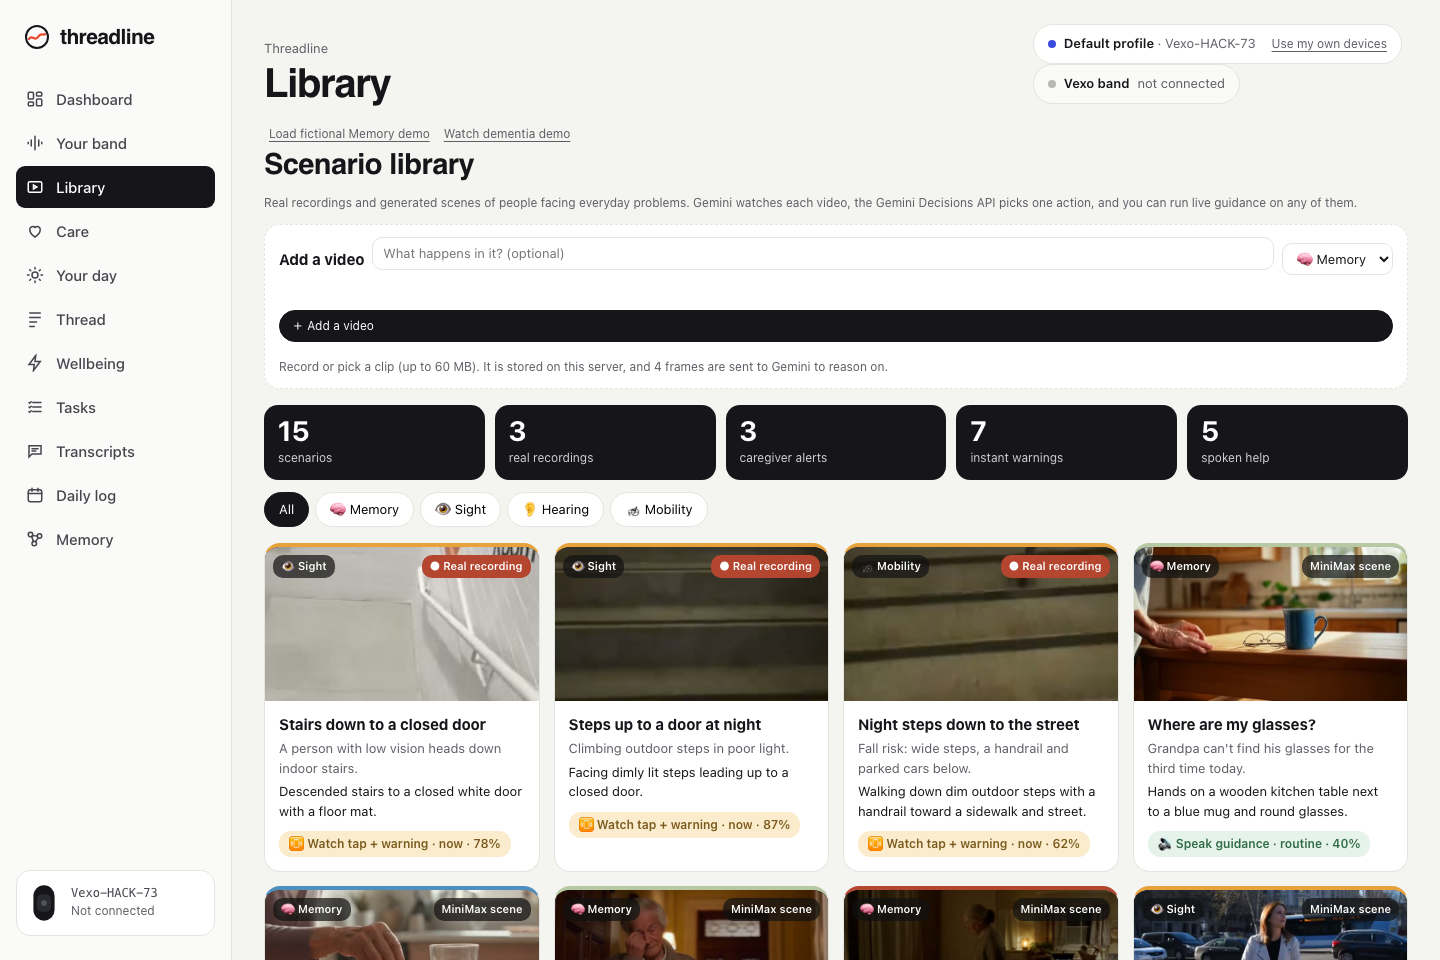 threadline
Dashboard
Your band
Library
Care
Your day
Thread
Wellbeing
Tasks
Transcripts
Daily log
Memory
Vexo-HACK-73
Not connected
Threadline
Library
Default profile · Vexo-HACK-73 Use my own devices
Vexo band not connected
Load fictional Memory demo Watch dementia demo
Scenario library
Real recordings and generated scenes of people facing everyday problems. Gemini watches each video, the Gemini Decisions API picks one action, and you can run live guidance on any of them.
Add a video What happens in it? (optional) 🧠 Memory
+ Add a video
Record or pick a clip (up to 60 MB). It is stored on this server, and 4 frames are sent to Gemini to reason on.
15
scenarios
3
real recordings
3
caregiver alerts
7
instant warnings
5
spoken help
All 🧠 Memory 👁️ Sight 👂 Hearing 🦽 Mobility
Sight Real recording
Stairs down to a closed door
A person with low vision heads down
indoor stairs.
Descended stairs to a closed white door
with a floor mat.
Watch tap + warning · now · 78%
Sight Real recording
Steps up to a door at night
Climbing outdoor steps in poor light.
Facing dimly lit steps leading up to a
closed door.
Watch tap + warning · now · 87%
Mobility Real recording
Night steps down to the street
Fall risk: wide steps, a handrail and
parked cars below.
Walking down dim outdoor steps with a
handrail toward a sidewalk and street.
Watch tap + warning · now · 62%
Memory MiniMax scene
Where are my glasses?
Grandpa can't find his glasses for the
third time today.
Hands on a wooden kitchen table next
to a blue mug and round glasses.
Speak guidance · routine · 40%
Memory MiniMax scene
Memory MiniMax scene
Memory MiniMax scene
Sight MiniMax scene